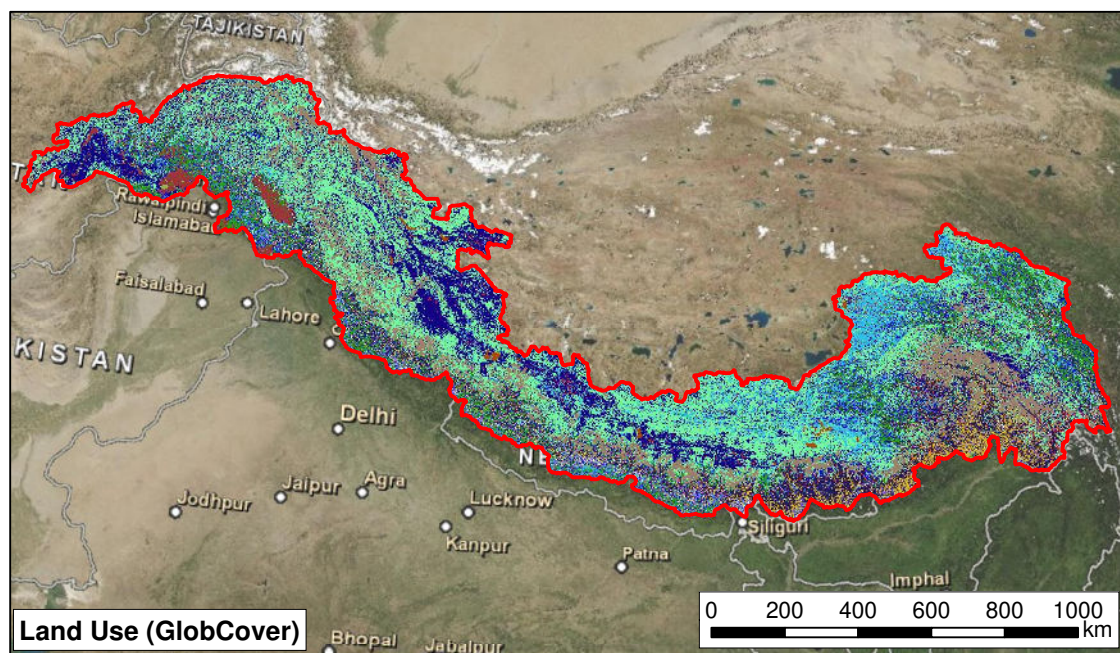 TAJIKISTAN
Rawalpindi
Islamabad
Faisalabad
Lahore
KISTAN
Delhi
NE
Agra
Jaipur
Jodhpur
Lucknow
Kanpur
Siliguri
Patna
Imphal
0 200 400 600 800 1000
km
Land Use (GlobCover)
Bhopal
Jabalpur